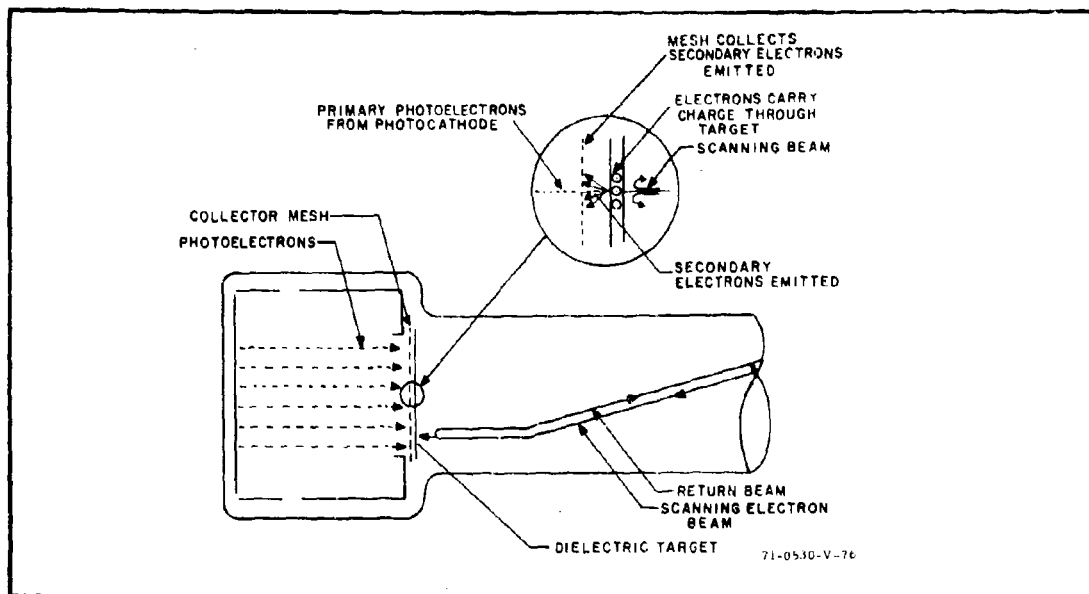 MESH COLLECTS
SECONDARY ELECTRONS
EMITTED
PRIMARY PHOTOELECTRONS
FROM PHOTOCATHODE
ELECTRONS CARRY
CHARGE THROUGH
TARGET
SCANNING BEAM
COLLECTOR MESH
PHOTOELECTRONS
SECONDARY
ELECTRONS EMITTED
RETURN BEAM
SCANNING ELECTRON
BEAM
DIELECTRIC TARGET
71-0530-V-76